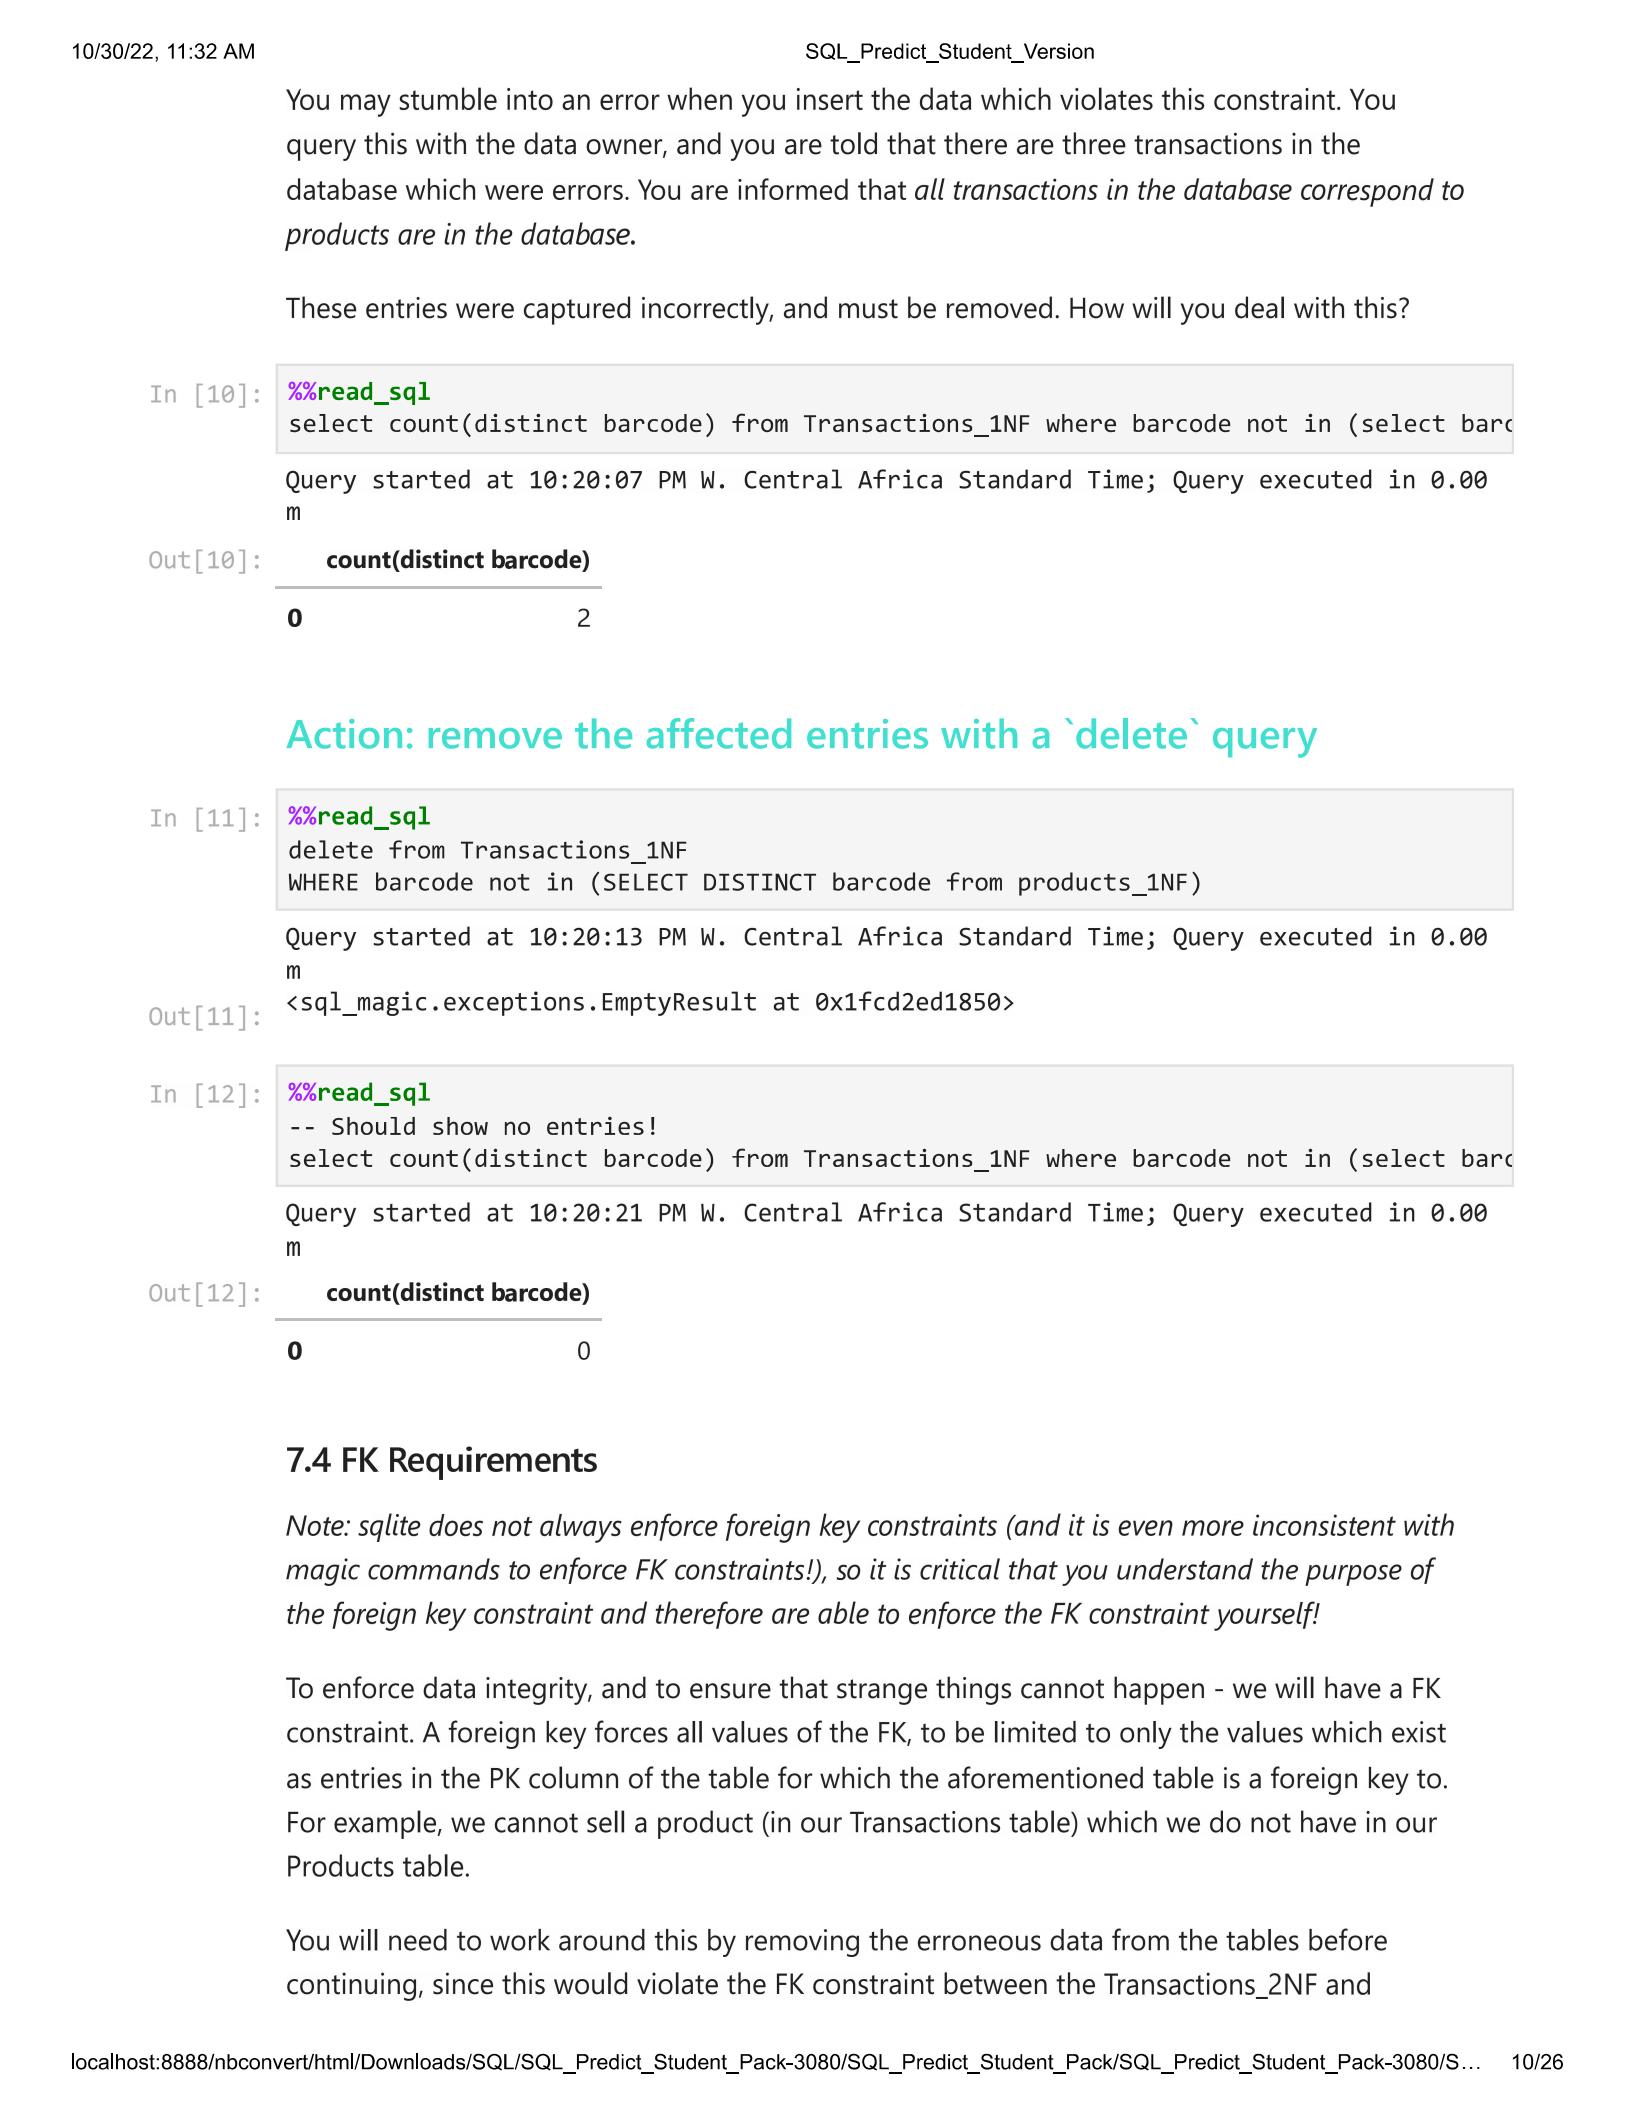 10/30/22, 11:32 AM SQL_Predict_Student_Version
You may stumble into an error when you insert the data which violates this constraint. You
query this with the data owner, and you are told that there are three transactions in the
database which were errors. You are informed that all transactions in the database correspond to
products are in the database.
These entries were captured incorrectly, and must be removed. How will you deal with this?
In [10]: %%read_sql
select count(distinct barcode) from Transactions_1NF where barcode not in (select barc
Query started at 10:20:07 PM W. Central Africa Standard Time; Query executed in 0.00
m
Out[10]: count(distinct barcode)
0 2
Action: remove the affected entries with a `delete` query
In [11]: %%read_sql
delete from Transactions_1NF
WHERE barcode not in (SELECT DISTINCT barcode from products_1NF)
Query started at 10:20:13 PM W. Central Africa Standard Time; Query executed in 0.00
m
<sql_magic.exceptions.EmptyResult at 0x1fcd2ed1850>
Out[11]:
In [12]: %%read_sql
-- Should show no entries!
select count(distinct barcode) from Transactions_1NF where barcode not in (select barc
Query started at 10:20:21 PM W. Central Africa Standard Time; Query executed in 0.00
m
Out[12]: count(distinct barcode)
0 0
7.4 FK Requirements
Note: sqlite does not always enforce foreign key constraints (and it is even more inconsistent with
magic commands to enforce FK constraints!), so it is critical that you understand the purpose of
the foreign key constraint and therefore are able to enforce the FK constraint yourself!
To enforce data integrity, and to ensure that strange things cannot happen - we will have a FK
constraint. A foreign key forces all values of the FK, to be limited to only the values which exist
as entries in the PK column of the table for which the aforementioned table is a foreign key to.
For example, we cannot sell a product (in our Transactions table) which we do not have in our
Products table.
You will need to work around this by removing the erroneous data from the tables before
continuing, since this would violate the FK constraint between the Transactions_2NF and
localhost:8888/nbconvert/html/Downloads/SQL/SQL_Predict_Student_Pack-3080/SQL_Predict_Student_Pack/SQL_Predict_Student_Pack-3080/S… 10/26